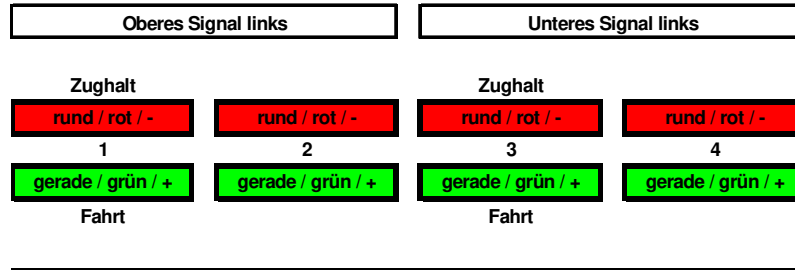 Oberes Signal links Unteres Signal links
Zughalt Zughalt
rund / rot / - rund / rot / - rund / rot / - rund / rot / -
1 2 3 4
gerade / grün / + gerade / grün / + gerade / grün / + gerade / grün / +
Fahrt Fahrt